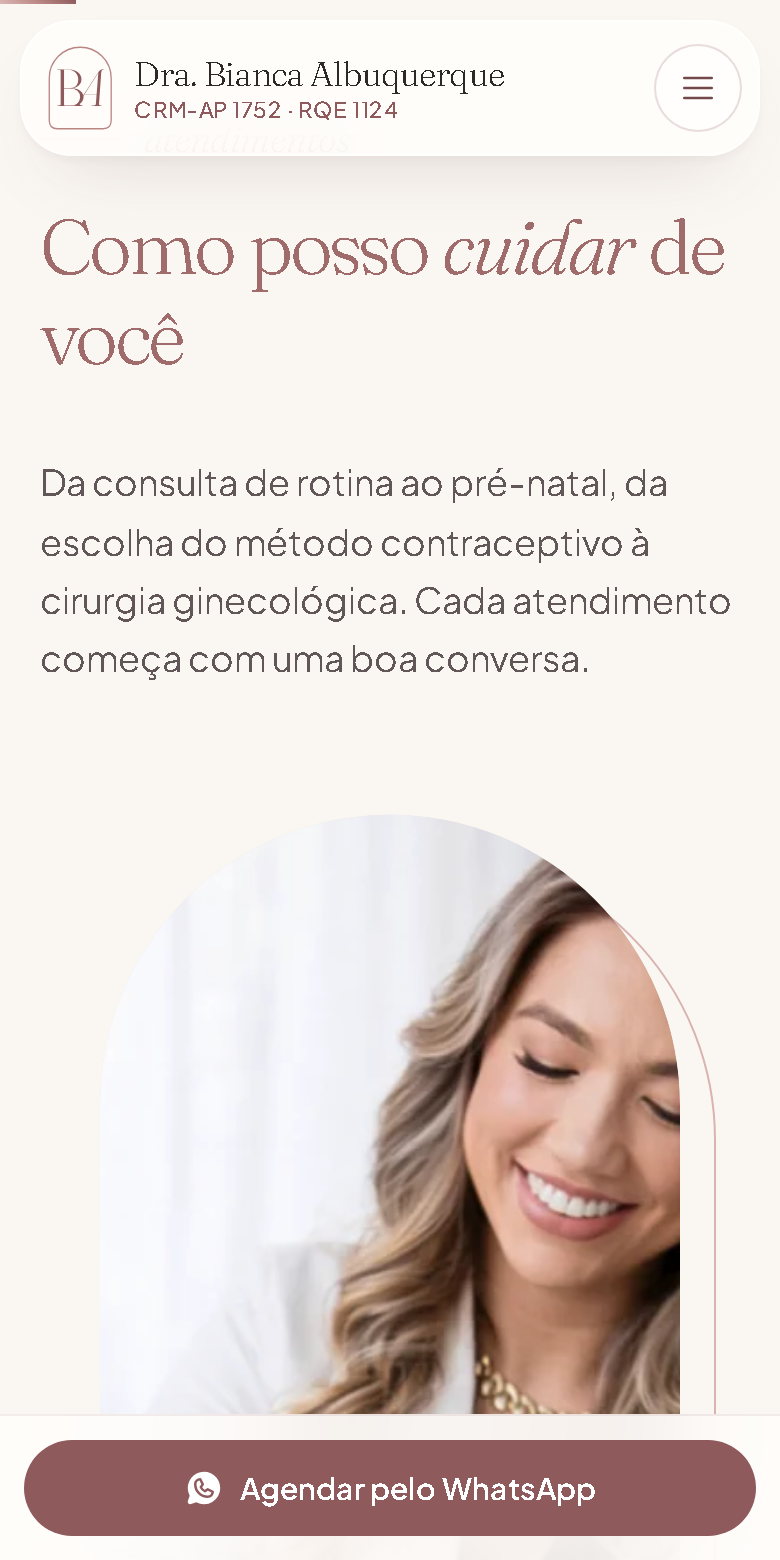 BA
Dra. Bianca Albuquerque
CRM-AP 1752 · RQE 1124
atendimentos
Como posso cuidar de
você
Da consulta de rotina ao pré-natal, da
escolha do método contraceptivo à
cirurgia ginecológica. Cada atendimento
começa com uma boa conversa.
Agendar pelo WhatsApp